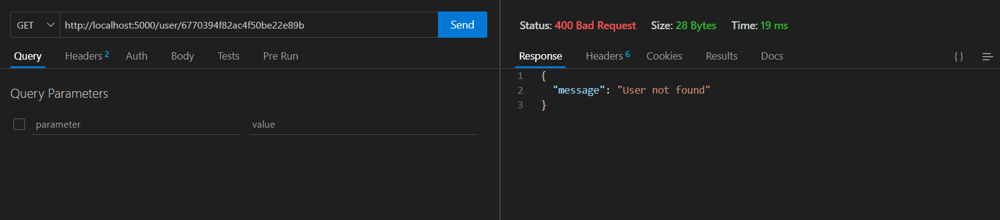 GET http://localhost:5000/user/6770394f82ac4f50be22e89b Send
Query Headers 2 Auth Body Tests Pre Run
Query Parameters
parameter value
Status: 400 Bad Request Size: 28 Bytes Time: 19 ms
Response Headers 6 Cookies Results Docs { }
1 {
2 "message": "User not found"
3 }